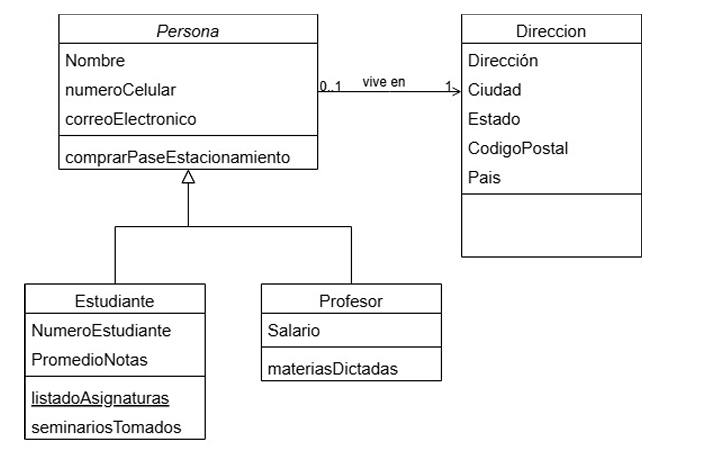 Persona
Nombre
numeroCelular
correoElectronico
comprarPaseEstacionamiento
0..1
vive en
1
Direccion
Dirección
Ciudad
Estado
CodigoPostal
Pais
Estudiante
NumeroEstudiante
PromedioNotas
listadoAsignaturas
seminariosTomados
Profesor
Salario
materiasDictadas